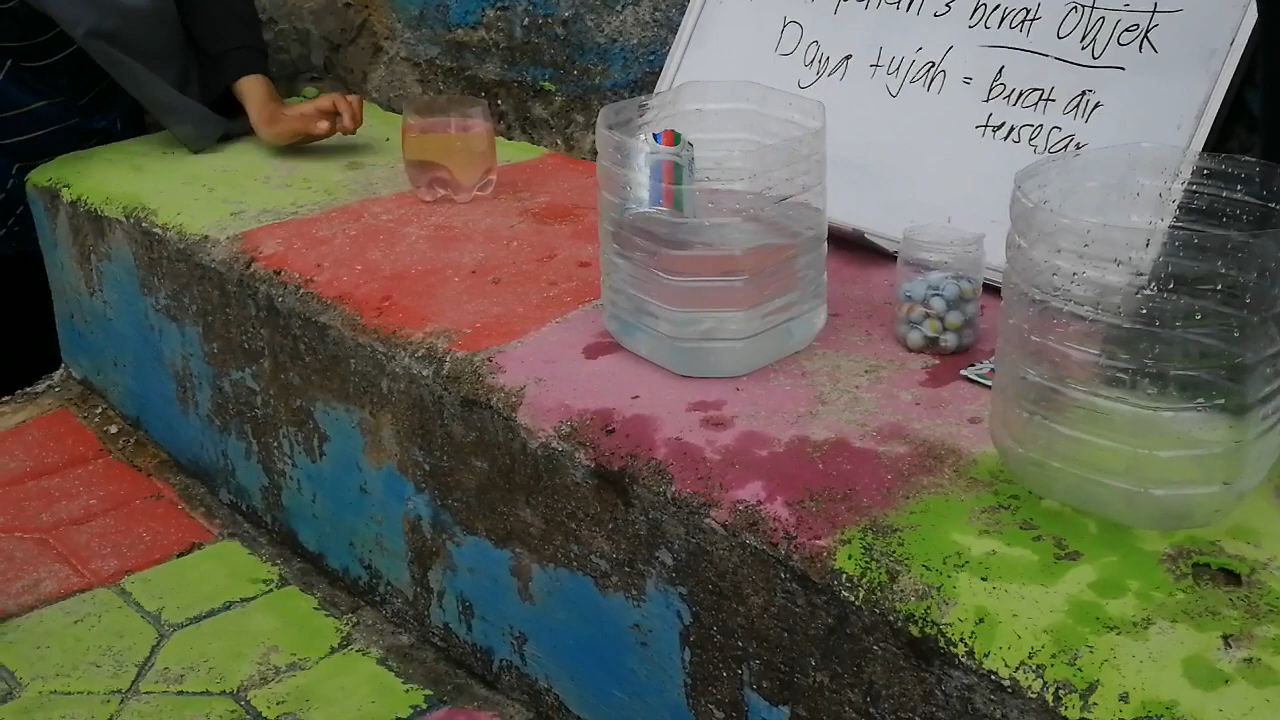 berat Objek
Daya tujah = Berat air
tersesar